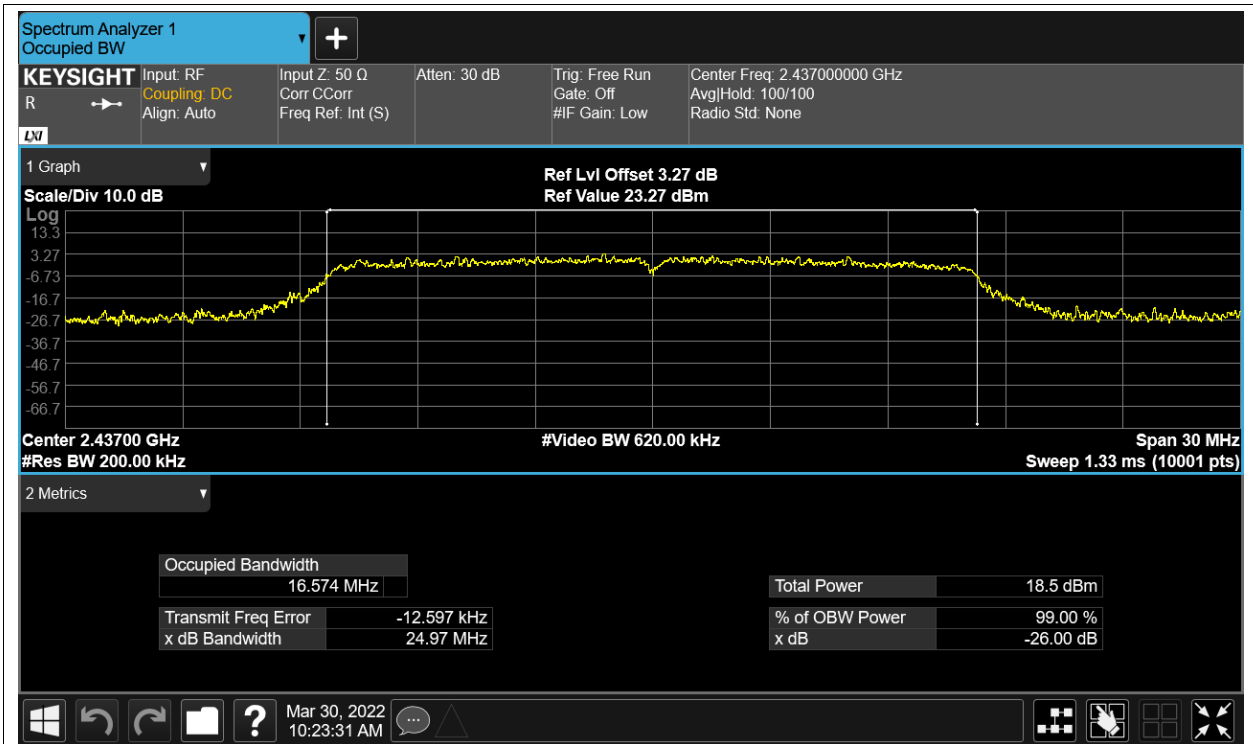 Spectrum Analyzer 1
Occupied BW
KEYSIGHT
R
LXI
Input: RF
Coupling: DC
Align: Auto
Input Z: 50 Ω
Corr CCorr
Freq Ref: Int (S)
Atten: 30 dB
Trig: Free Run
Gate: Off
#IF Gain: Low
Center Freq: 2.437000000 GHz
Avg|Hold: 100/100
Radio Std: None
1 Graph
Scale/Div 10.0 dB
Ref Lvl Offset 3.27 dB
Ref Value 23.27 dBm
Log
13.3
3.27
-6.73
-16.7
-26.7
-36.7
-46.7
-56.7
-66.7
Center 2.43700 GHz
#Video BW 620.00 kHz
Span 30 MHz
#Res BW 200.00 kHz
Sweep 1.33 ms (10001 pts)
2 Metrics
Occupied Bandwidth
16.574 MHz
Total Power 18.5 dBm
Transmit Freq Error -12.597 kHz
% of OBW Power 99.00 %
x dB Bandwidth 24.97 MHz
x dB -26.00 dB
?
Mar 30, 2022
10:23:31 AM